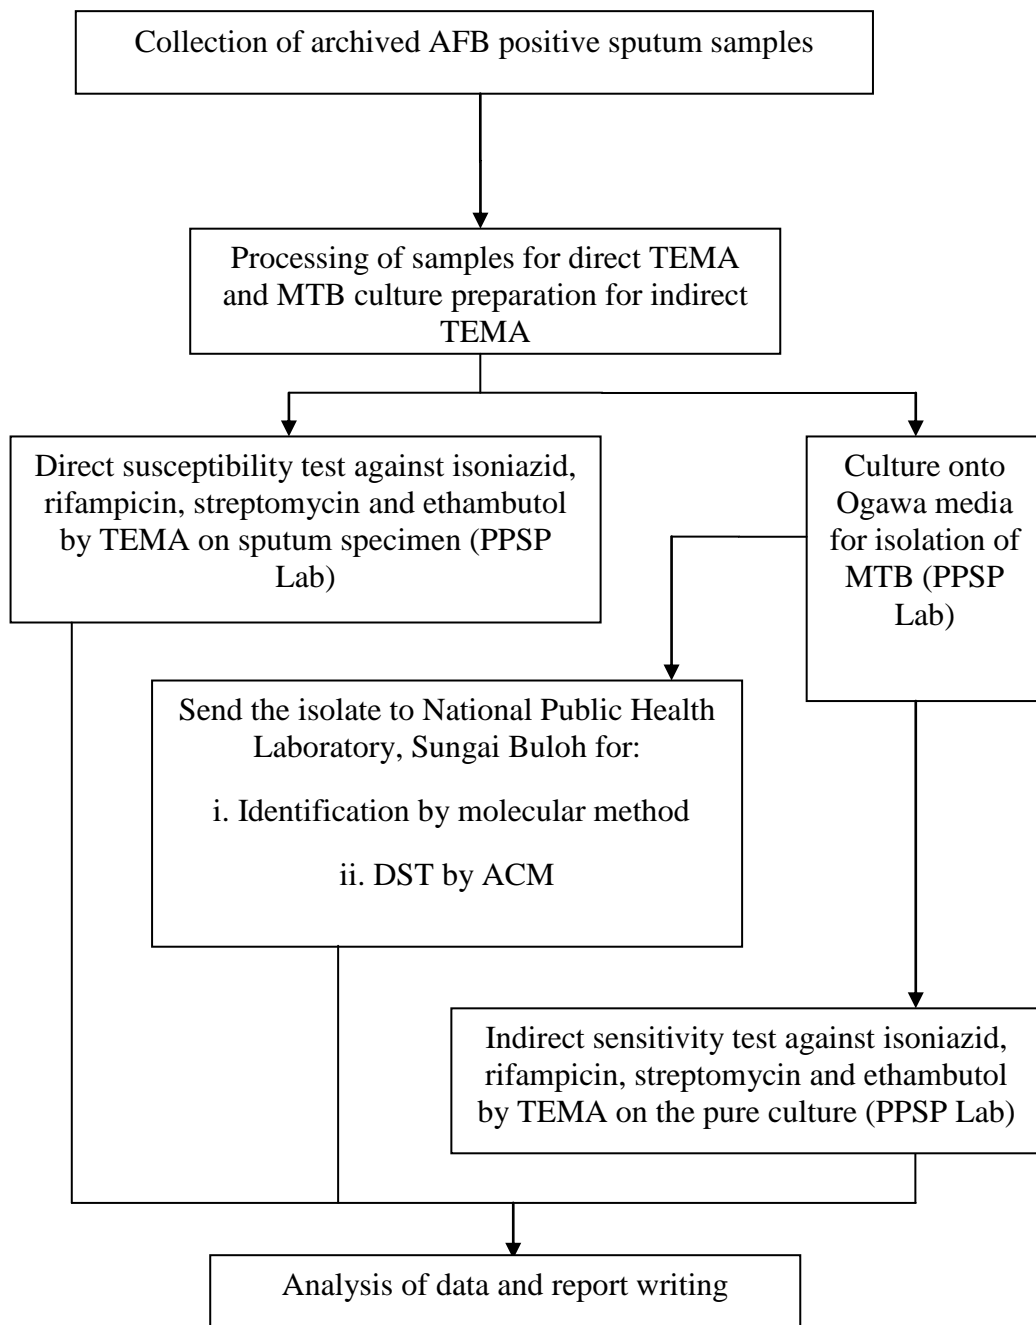 Collection of archived AFB positive sputum samples
Processing of samples for direct TEMA
and MTB culture preparation for indirect
TEMA
Direct susceptibility test against isoniazid,
rifampicin, streptomycin and ethambutol
by TEMA on sputum specimen (PPSP
Lab)
Culture onto
Ogawa media
for isolation of
MTB (PPSP
Lab)
Send the isolate to National Public Health
Laboratory, Sungai Buloh for:
i. Identification by molecular method
ii. DST by ACM
Indirect sensitivity test against isoniazid,
rifampicin, streptomycin and ethambutol
by TEMA on the pure culture (PPSP Lab)
Analysis of data and report writing